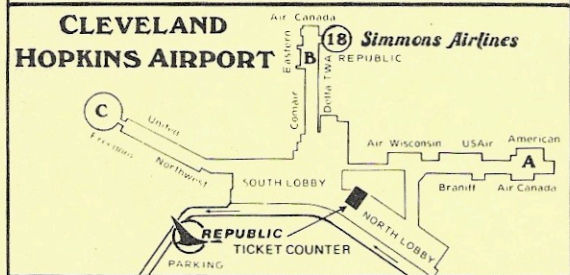 CLEVELAND
HOPKINS AIRPORT
Air Canada
18 Simmons Airlines
Eastern
B
Delta TWA
REPUBLIC
Comair
C
United
Freedom
Northwest
Air Wisconsin
USAir
American
A
Braniff
Air Canada
SOUTH LOBBY
NORTH LOBBY
REPUBLIC
TICKET COUNTER
PARKING